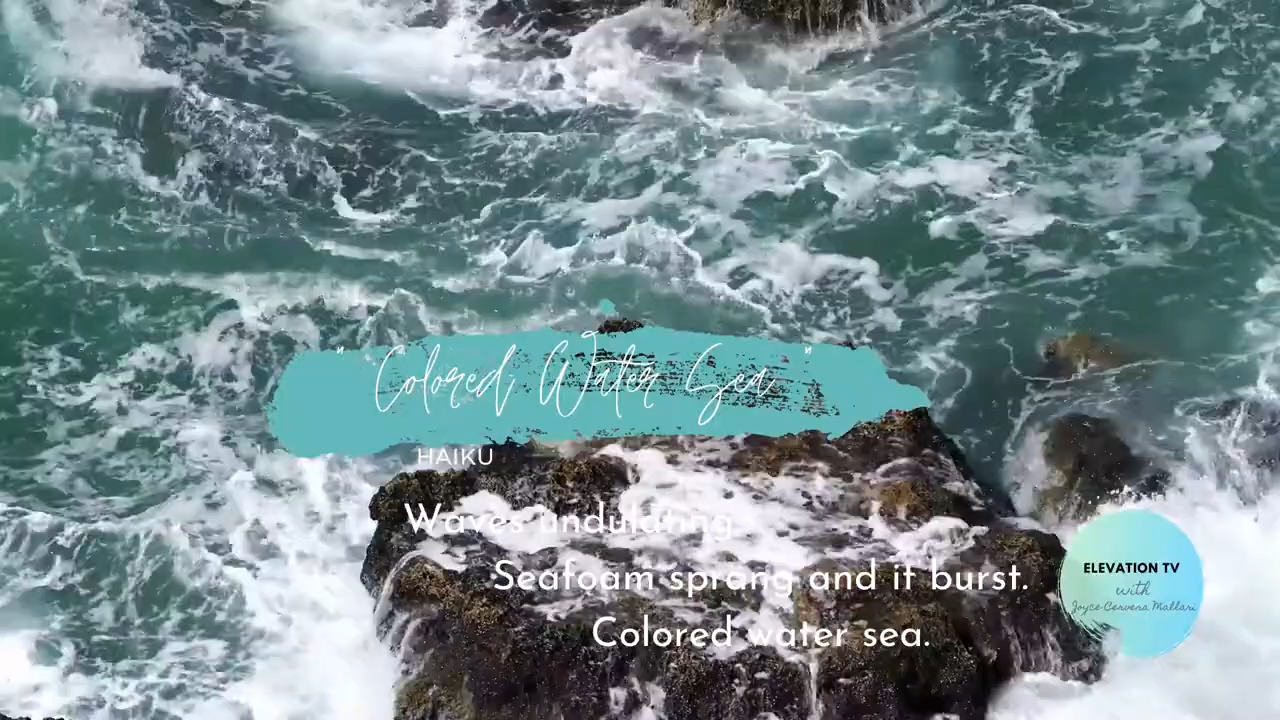 "Colored Water Sea"
HAIKU
Waves undulating
Seafoam sprang and it burst.
Colored water sea.
ELEVATION TV
with
Joyce Cervena Mallari